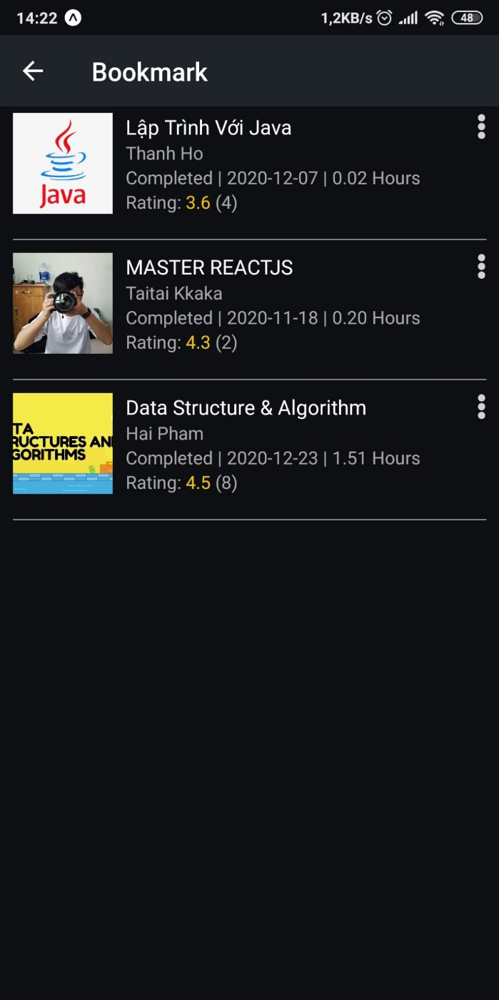 14:22 1,2KB/s 48
Bookmark
Java
Lập Trình Với Java
Thanh Ho
Completed | 2020-12-07 | 0.02 Hours
Rating: 3.6 (4)
MASTER REACTJS
Taitai Kkaka
Completed | 2020-11-18 | 0.20 Hours
Rating: 4.3 (2)
TA
RUCTURES AN
GORITHMS
Data Structure & Algorithm
Hai Pham
Completed | 2020-12-23 | 1.51 Hours
Rating: 4.5 (8)